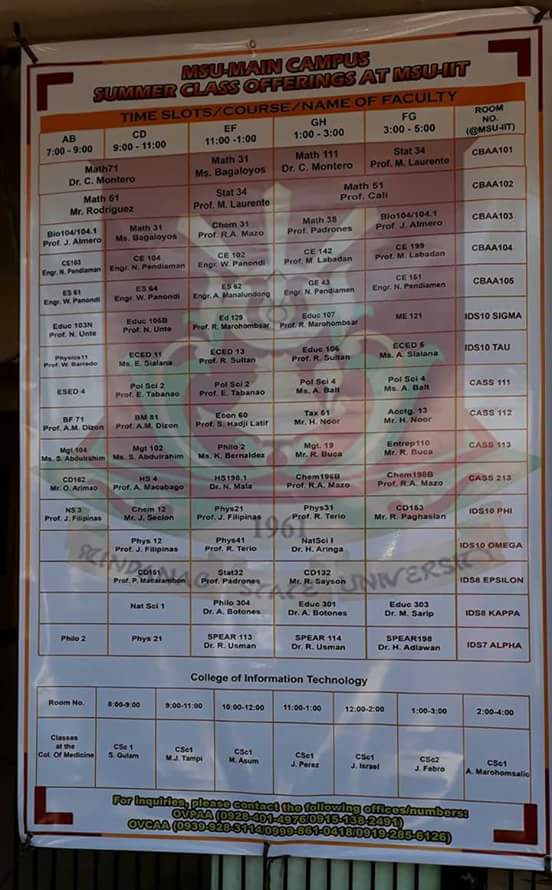 MSU-MAIN CAMPUS
SUMMER CLASS OFFERINGS AT MSU-IIT
TIME SLOTS/COURSE/NAME OF FACULTY
ROOM NO. (@MSU-IIT)
AB CD EF GH FG
7:00 - 9:00 9:00 - 11:00 11:00 -1:00 1:00 - 3:00 3:00 - 5:00
Math71 Math 31 Math 111 Stat 34 CBAA101
Dr. C. Montero Ms. Bagaloyos Dr. C. Montero Prof. M. Laurente
Math 51 Stat 34 Math 51 CBAA102
Mr. Rodriguez Prof. M. Laurente Prof. Cali
Bio104/104.1 Math 31 Chem 31 Math 38 Bio104/104.1 CBAA103
Prof. J. Almero Ms. Bagaloyos Prof. R.A. Mazo Prof. Padrones Prof. J. Almero
CE103 CE 104 CE 102 CE 142 CE 199 CBAA104
Engr. N. Pendiaman Engr. N. Pendiaman Engr. W. Panondi Prof. M. Labadan Prof. M. Labadan
ES 61 ES 64 ES 62 GE 43 CE 151 CBAA105
Engr. W. Panondi Engr. W. Panondi Engr. A. Manalundong Engr. N. Pendiamen Engr. N. Pendiamen
Educ 103N Educ 106B Ed 129 Educ 107 ME 121 IDS10 SIGMA
Prof. N. Unte Prof. N. Unte Prof. R. Marohombsar Prof. R. Marohombsar
Physics11 ECED 11 ECED 13 Educ 106 ECED 5 IDS10 TAU
Prof. W. Barredo Ms. E. Sialana Prof. R. Sultan Prof. R. Sultan Ms. A. Sialana
ESED 4 Pol Sci 2 Pol Sci 2 Pol Sci 4 Pol Sci 4 CASS 111
Prof. E. Tabanao Prof. E. Tabanao Ms. A. Balt Ms. A. Balt
BF 71 BM 81 Econ 60 Tax 51 Acctg. 13 CASS 112
Prof. A.M. Dizon Prof. A.M. Dizon Prof. S. Hadji Latif Mr. H. Noor Mr. H. Noor
Mgt 104 Mgt 102 Philo 2 Mgt. 19 Entrep110 CASS 113
Ms. S. Abdulrahim Ms. S. Abdulrahim Ms. K. Bernaldez Mr. R. Buca Mr. R. Buca
CD162 HS 4 HS198.1 Chem196B Chem198B CASS 213
Mr. O. Arimao Prof. A. Macabago Dr. N. Mala Prof. R.A. Mazo Prof. R.A. Mazo
NS 3 Chem 12 Phys21 Phys31 CD153 IDS10 PHI
Prof. J. Filipinas Mr. J. Seclan Prof. J. Filipinas Prof. R. Terio Mr. R. Paghasian
Phys 12 Phys41 NatSci I IDS10 OMEGA
Prof. J. Filipinas Prof. R. Terio Dr. H. Aringa
CD151 Stat32 CD132 IDS8 EPSILON
Prof. P. Makarambon Prof. Padrones Mr. R. Sayson
Nat Sci 1 Philo 304 Educ 301 Educ 303 IDS8 KAPPA
Dr. A. Botones Dr. A. Botones Dr. M. Sarip
Philo 2 Phys 21 SPEAR 113 SPEAR 114 SPEAR198 IDS7 ALPHA
Dr. R. Usman Dr. R. Usman Dr. H. Adlawan
1961
MINDANAO STATE UNIVERSITY
College of Information Technology
Room No. 8:00-9:00 9:00-11:00 10:00-12:00 11:00-1:00 12:00-2:00 1:00-3:00 2:00-4:00
Classes at the Col. Of Medicine
CSc 1 CSc1 CSc1 CSc1 CSc1 CSc2 CSc1
S. Gulam M.J. Tampi M. Asum J. Perez J. Israel J. Febro A. Marohomsalic
For Inquiries, please contact the following offices/numbers:
OVPAA (0928-401-4976/0915-138-2491)
OVCAA (0939-928-3114/0999-861-0418/0919-285-6126)